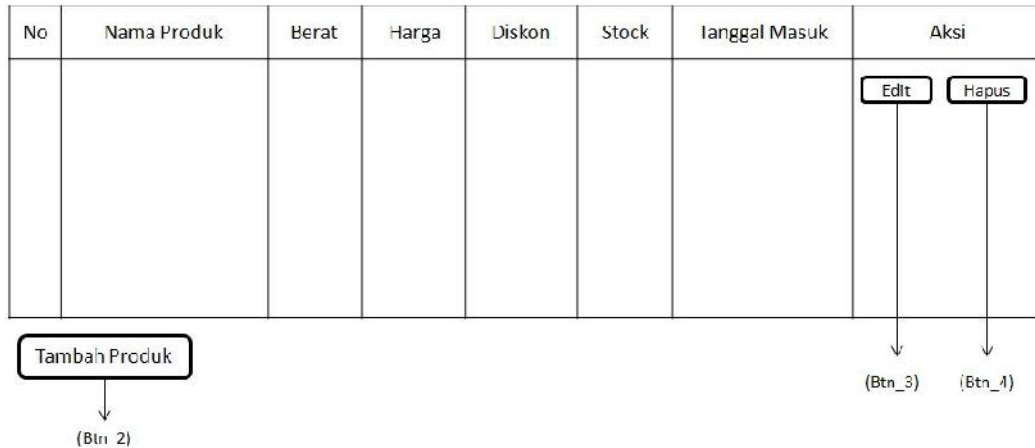 No Nama Produk Berat Harga Diskon Stock Tanggal Masuk Aksi
Edit Hapus
Tambah Produk
(Btn_3) (Btn_4)
(Btn_2)